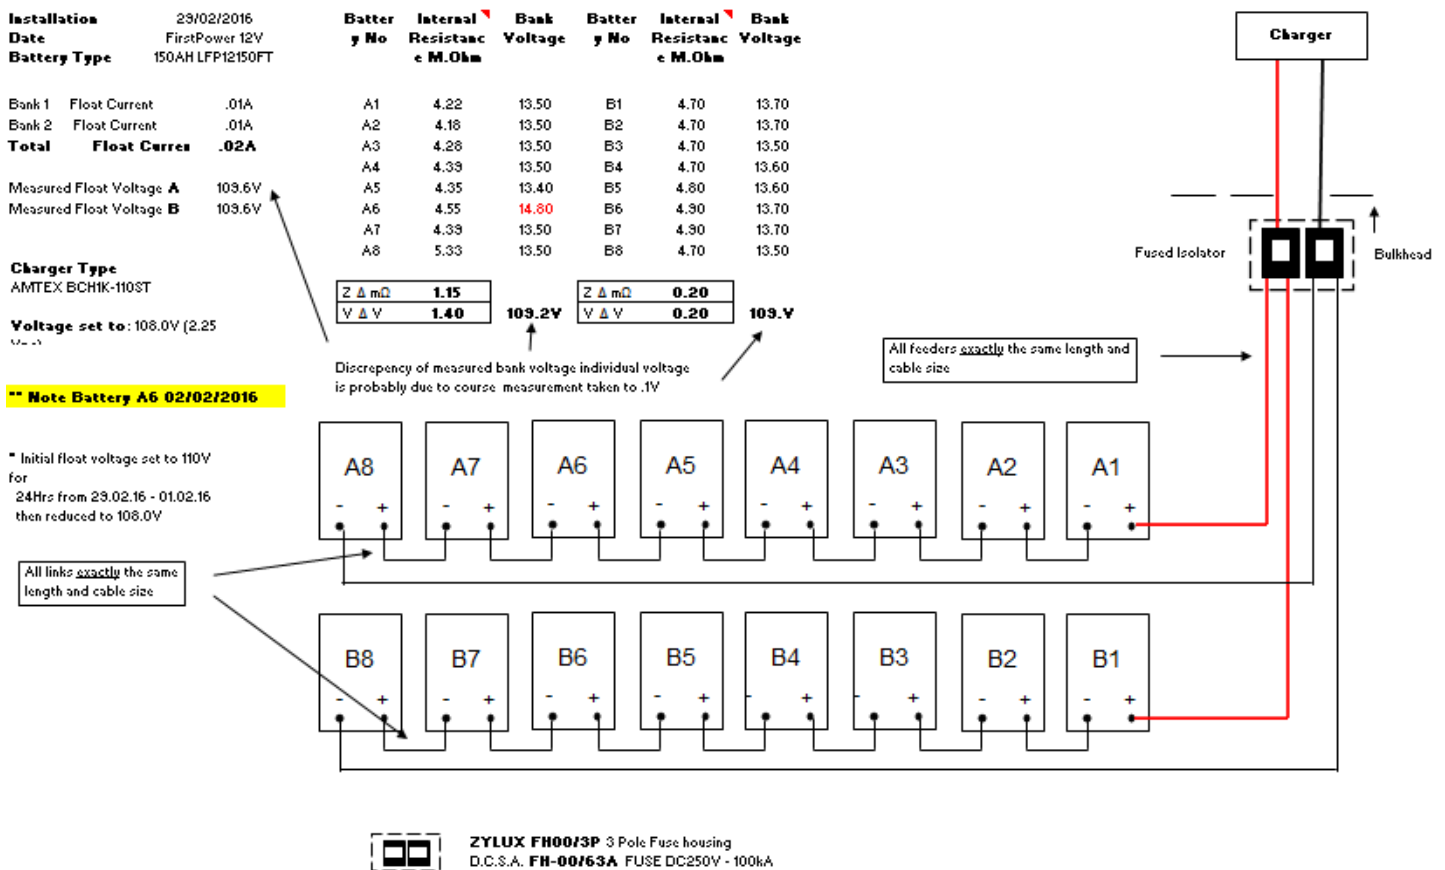 Installation Date 29/02/2016
Battery Type FirstPower 12V 150AH LFP12150FT
Bank 1 Float Current .01A
Bank 2 Float Current .01A
Total Float Curre .02A
Measured Float Voltage A 109.6V
Measured Float Voltage B 109.6V
Charger Type
AMTEX BCH1K-110ST
Voltage set to: 108.0V (2.25
** Note Battery A6 02/02/2016
* Initial float voltage set to 110V
for
24Hrs from 29.02.16 - 01.02.16
then reduced to 108.0V
All links exactly the same
length and cable size
Battery No Internal Resistance M.Ohm Bank Voltage Battery No Internal Resistance M.Ohm Bank Voltage
A1 4.22 13.50 B1 4.70 13.70
A2 4.18 13.50 B2 4.70 13.70
A3 4.28 13.50 B3 4.70 13.50
A4 4.39 13.50 B4 4.70 13.60
A5 4.35 13.40 B5 4.80 13.60
A6 4.55 14.80 B6 4.90 13.70
A7 4.39 13.50 B7 4.90 13.70
A8 5.33 13.50 B8 4.70 13.50
Z Δ mΩ 1.15 Z Δ mΩ 0.20
V Δ V 1.40 109.2V V Δ V 0.20 109.V
Discrepency of measured bank voltage individual voltage
is probably due to course measurement taken to .1V
Charger
Fused Isolator
Bulkhead
All feeders exactly the same length and
cable size
A8 A7 A6 A5 A4 A3 A2 A1
- + - + - + - + - + - + - + - +
B8 B7 B6 B5 B4 B3 B2 B1
- + - + - + - + - + - + - + - +
ZYLUX FH00/3P 3 Pole Fuse housing
D.C.S.A. FH-00/63A FUSE DC250V - 100kA